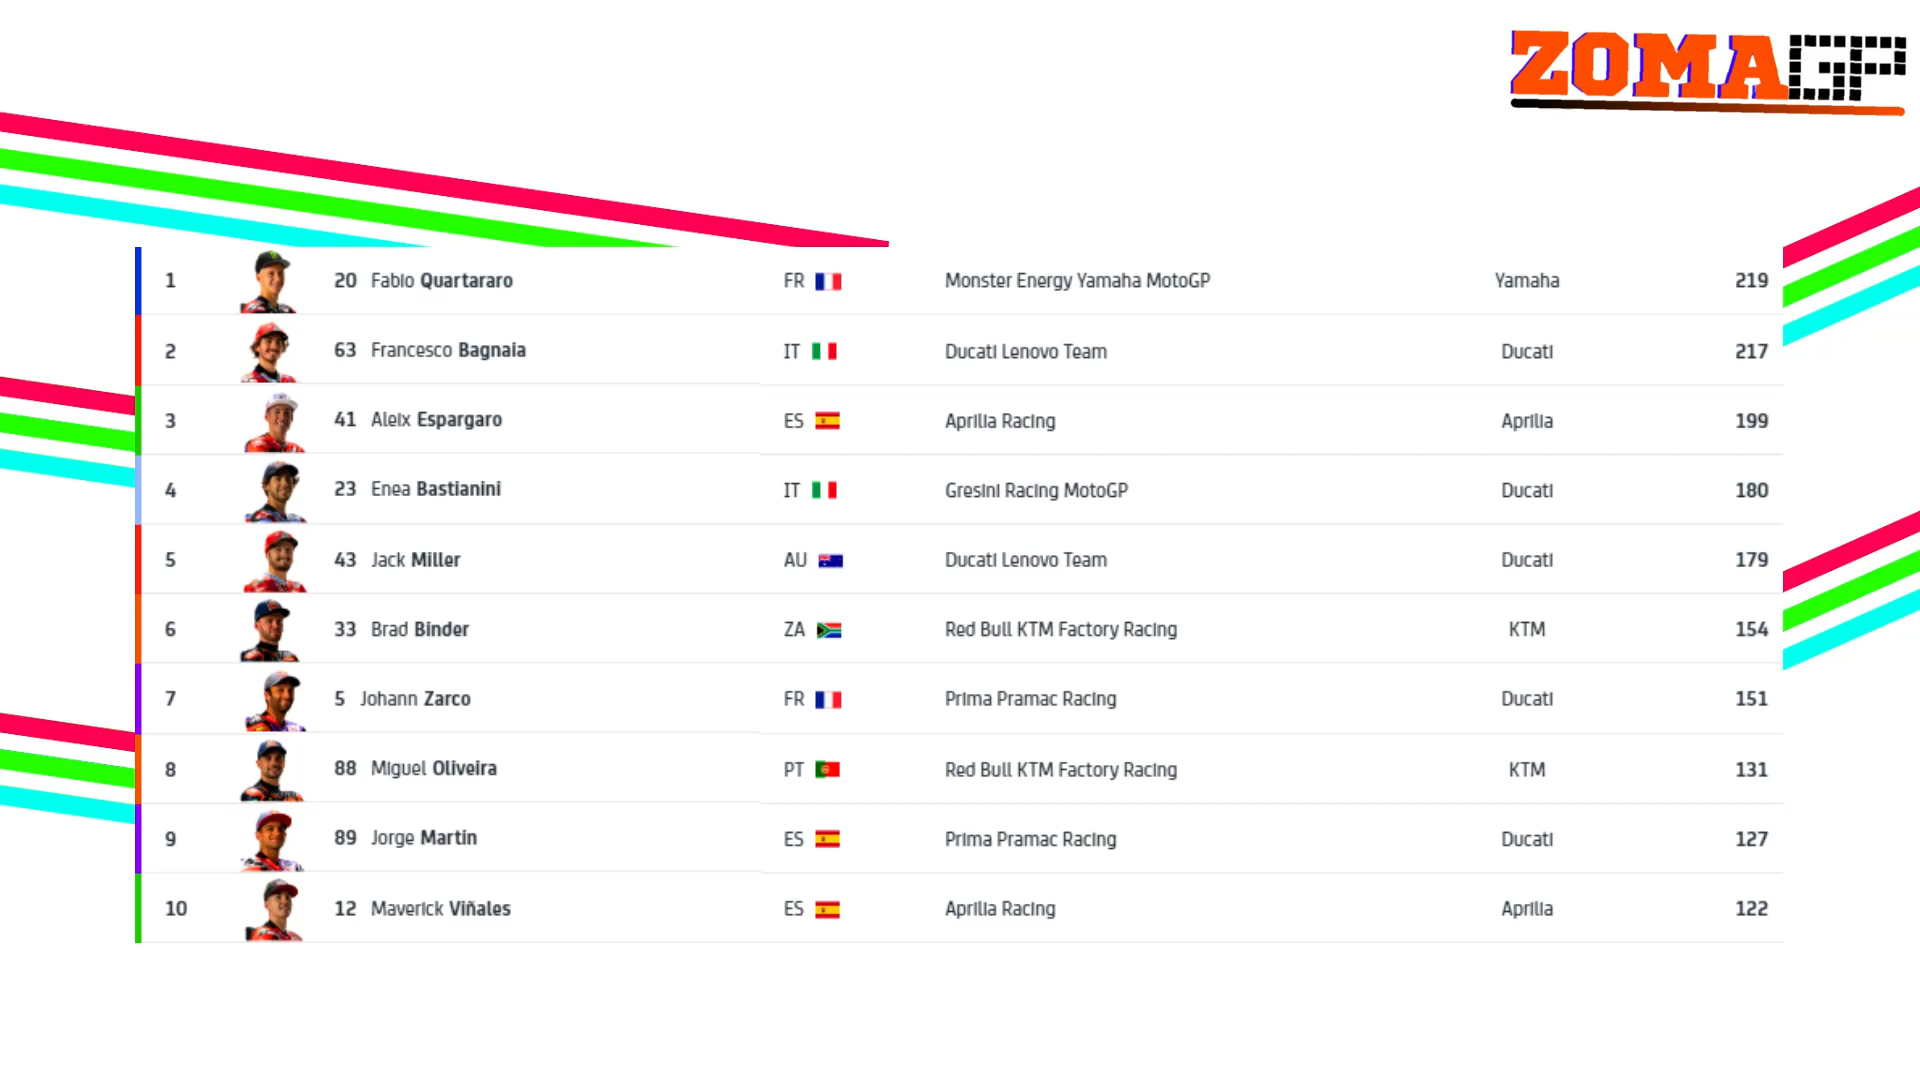 ZOMAGP
1 20 Fabio Quartararo FR Monster Energy Yamaha MotoGP Yamaha 219
2 63 Francesco Bagnaia IT Ducati Lenovo Team Ducati 217
3 41 Aleix Espargaro ES Aprilia Racing Aprilia 199
4 23 Enea Bastianini IT Gresini Racing MotoGP Ducati 180
5 43 Jack Miller AU Ducati Lenovo Team Ducati 179
6 33 Brad Binder ZA Red Bull KTM Factory Racing KTM 154
7 5 Johann Zarco FR Prima Pramac Racing Ducati 151
8 88 Miguel Oliveira PT Red Bull KTM Factory Racing KTM 131
9 89 Jorge Martin ES Prima Pramac Racing Ducati 127
10 12 Maverick Viñales ES Aprilia Racing Aprilia 122